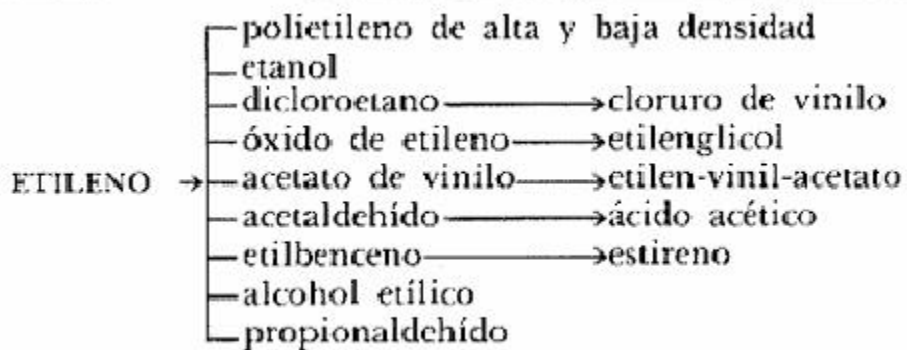 polietileno de alta y baja densidad
etanol
dicloroetano → cloruro de vinilo
óxido de etileno → etilenglicol
ETILENO → acetato de vinilo → etilen-vinil-acetato
acetaldehído → ácido acético
etilbenceno → estireno
alcohol etílico
propionaldehído